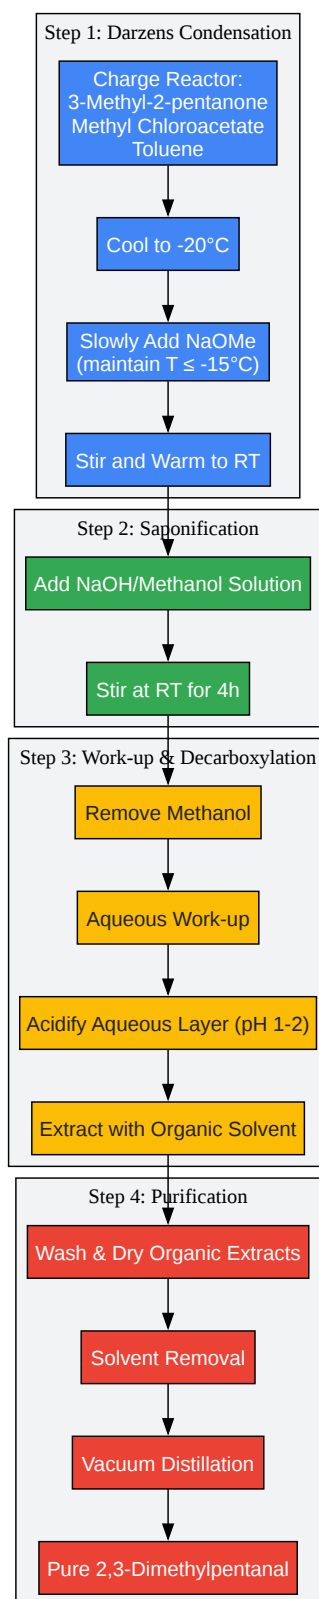 Step 1: Darzens Condensation
Charge Reactor:
3-Methyl-2-pentanone
Methyl Chloroacetate
Toluene
Cool to -20°C
Slowly Add NaOMe
(maintain T ≤ -15°C)
Stir and Warm to RT
Step 2: Saponification
Add NaOH/Methanol Solution
Stir at RT for 4h
Step 3: Work-up & Decarboxylation
Remove Methanol
Aqueous Work-up
Acidify Aqueous Layer (pH 1-2)
Extract with Organic Solvent
Step 4: Purification
Wash & Dry Organic Extracts
Solvent Removal
Vacuum Distillation
Pure 2,3-Dimethylpentanal